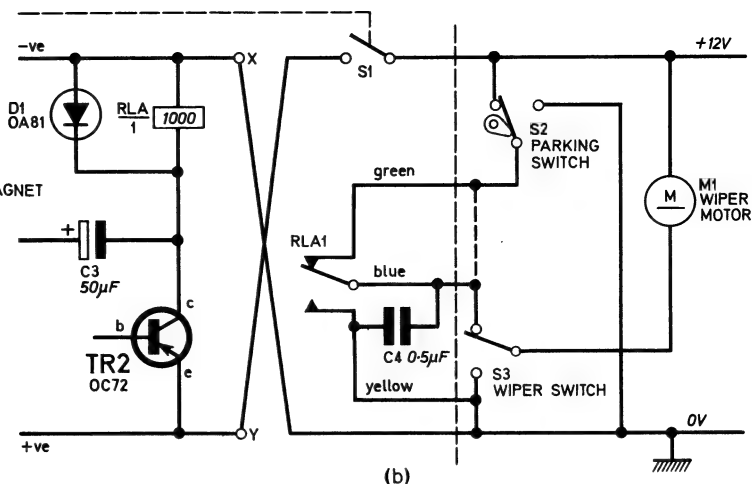 -ve
X
S1
+12V
D1
OA81
RLA
1
1000
S2
PARKING
SWITCH
green
M
M1
WIPER
MOTOR
AGNET
+
C3
50µF
RLA1
blue
c
b
TR2
OC72
e
C4 0·5µF
yellow
S3
WIPER SWITCH
+ve
Y
0V
(b)